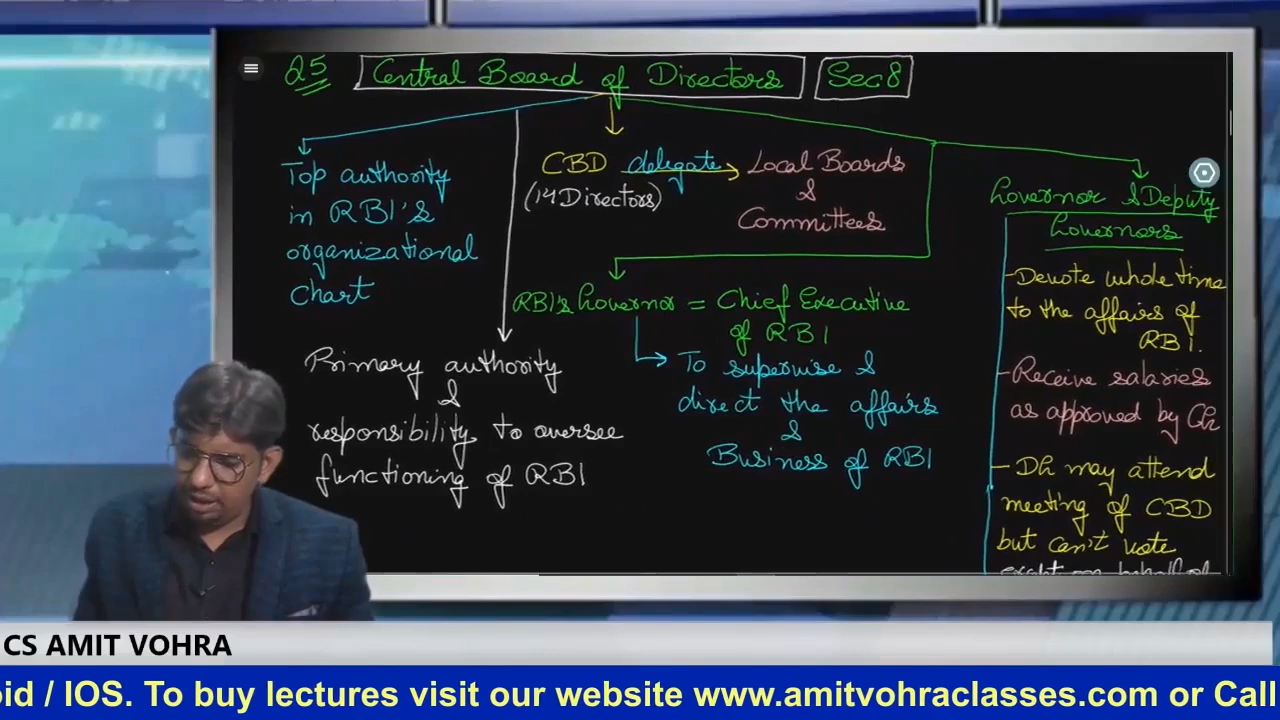 25 Central Board of Directors Sec 8
Top authority
in RBI's
organizational
Chart
Primary authority
&
responsibility to oversee
functioning of RBI
CBD delegate Local Boards
(14 Directors) &
Committees
RBI's Governor = Chief Executive
of RBI
To supervise &
direct the affairs
&
Business of RBI
Governor & Deputy
Governors
- Devote whole time
to the affairs of
RBI.
- Receive salaries
as approved by CG
- DG may attend
meeting of CBD
but can't vote
CS AMIT VOHRA
oid / IOS. To buy lectures visit our website www.amitvohraclasses.com or Call